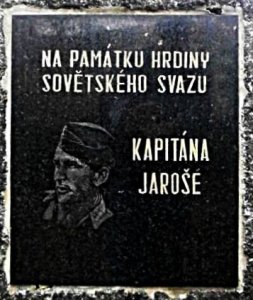 NA PAMÁTKU HRDINY
SOVĚTSKÉHO SVAZU
KAPITÁNA
JAROŠE